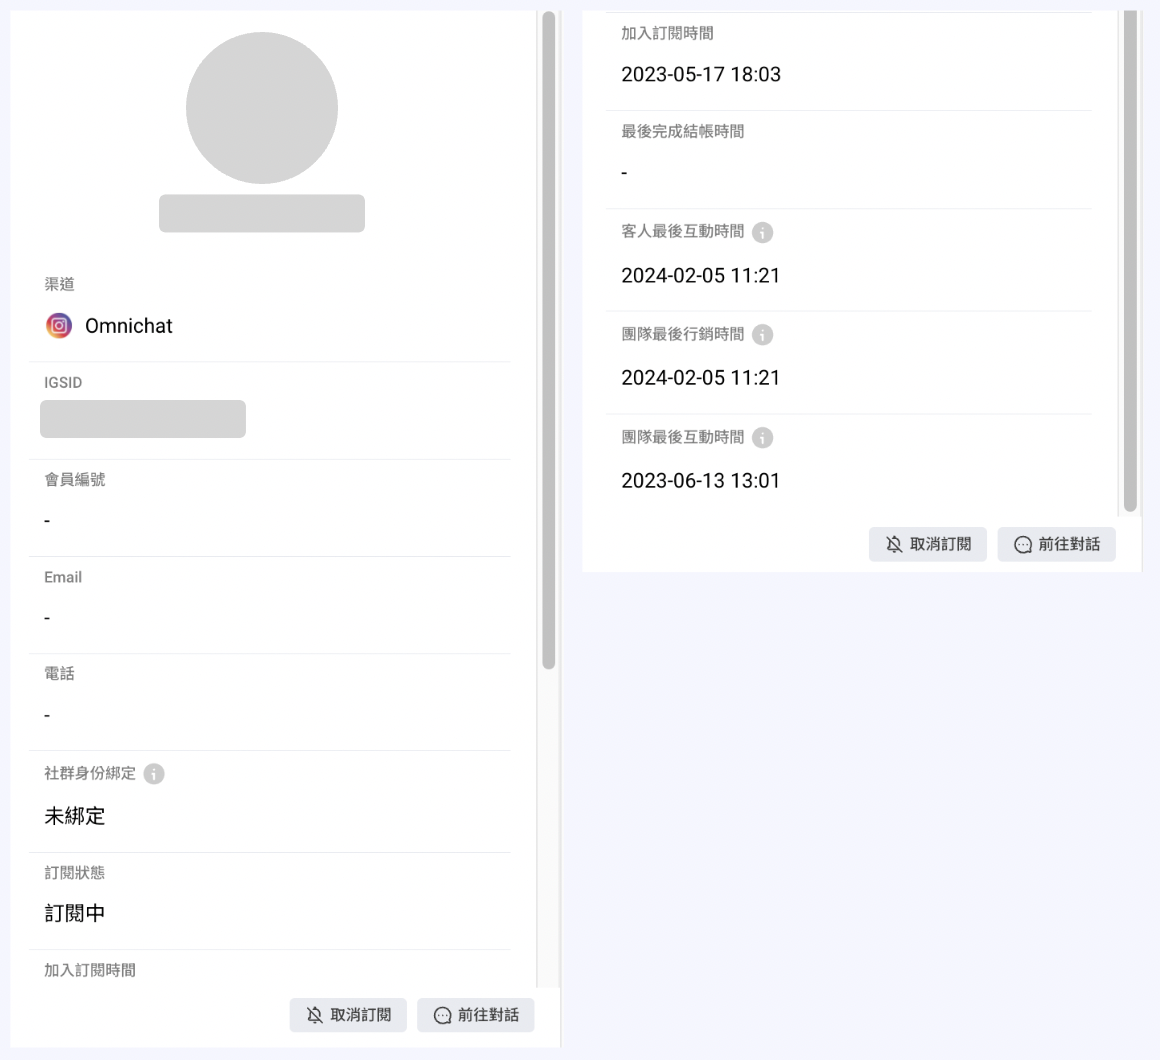 渠道
Omnichat
IGSID
會員編號
-
Email
-
電話
-
社群身份綁定
未綁定
訂閱狀態
訂閱中
加入訂閱時間
取消訂閱 前往對話
加入訂閱時間
2023-05-17 18:03
最後完成結帳時間
-
客人最後互動時間
2024-02-05 11:21
團隊最後行銷時間
2024-02-05 11:21
團隊最後互動時間
2023-06-13 13:01
取消訂閱 前往對話